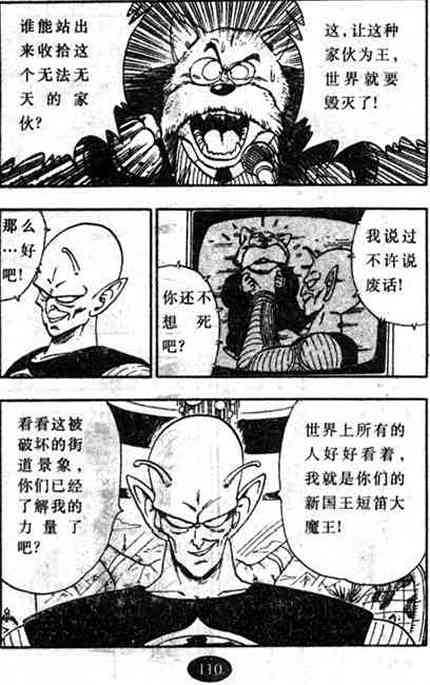 这,让这种
家伙为王,
世界就要
毁灭了!
谁能站出
来收拾这
个无法无
天的家
伙?
我说过
不许说
废话!
你还不
想死
吧?
那么
…好
吧!
世界上所有的
人好好看着,
我就是你们的
新国王短笛大
魔王!
看看这被
破坏的街
道景象,
你们已经
了解我的
力量了
吧?
110